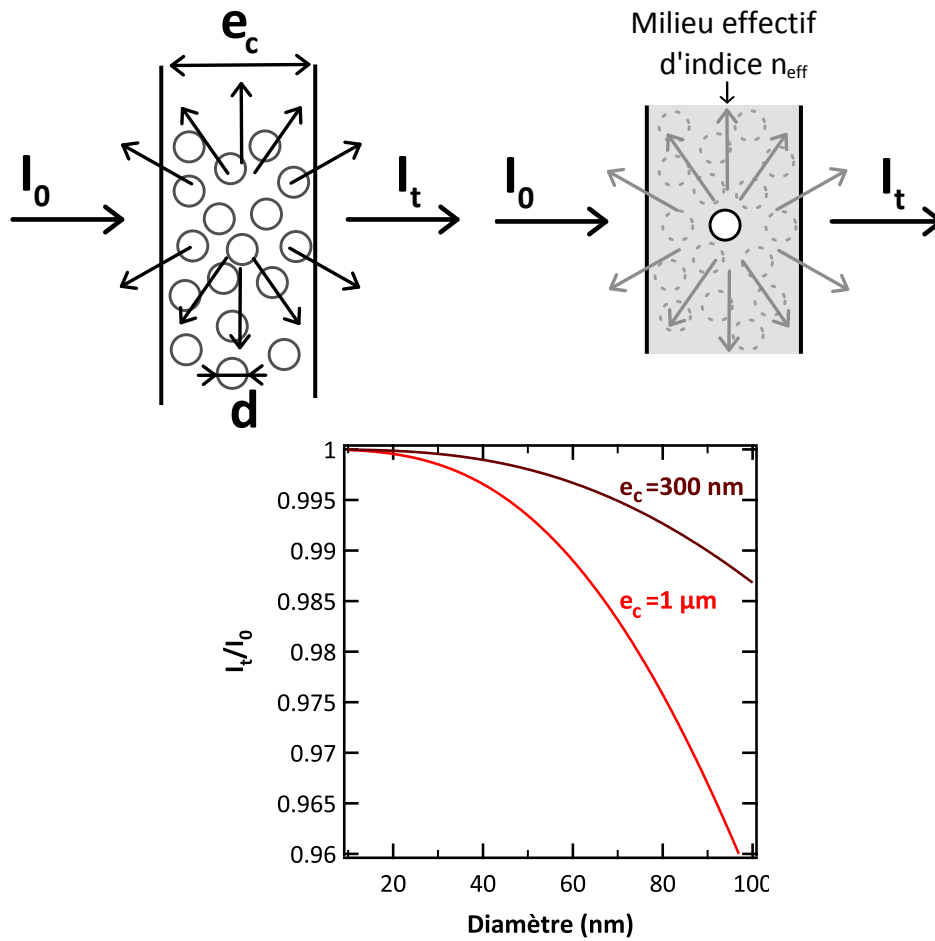 e_c
I_0
I_t
d
Milieu effectif
d'indice n_eff
I_0
I_t
1
0.995
0.99
0.985
0.98
0.975
0.97
0.965
0.96
I_t/I_0
e_c=300 nm
e_c=1 µm
20 40 60 80 100
Diamètre (nm)